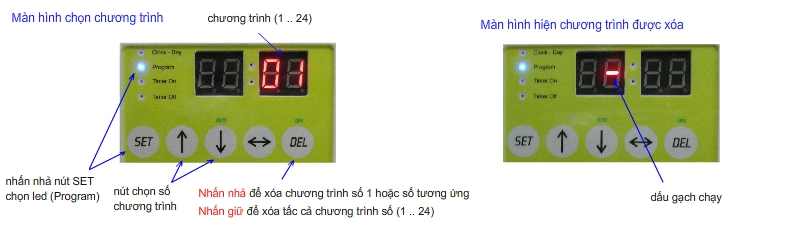 Màn hình chọn chương trình
chương trình (1 .. 24)
Clock - Day
Program
Timer On
Timer Off
01
SET
DEL
nhấn nhả nút SET
chọn led (Program)
nút chọn số
chương trình
Nhấn nhả để xóa chương trình số 1 hoặc số tương ứng
Nhấn giữ để xóa tắc cả chương trình số (1 .. 24)
Màn hình hiện chương trình được xóa
Clock - Day
Program
Timer On
Timer Off
-
SET
DEL
dấu gạch chạy